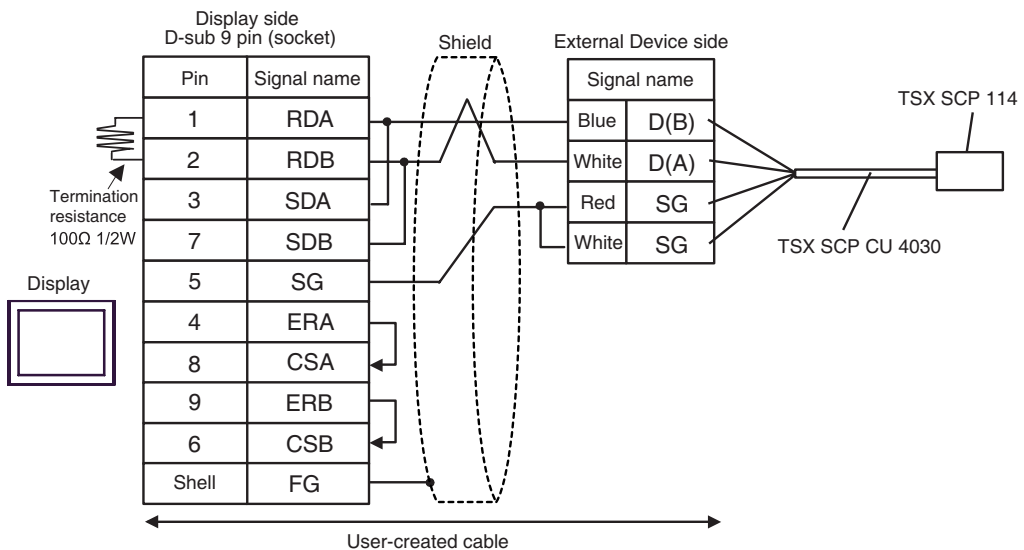 Display side
D-sub 9 pin (socket)
Shield
External Device side
Pin Signal name
1 RDA
2 RDB
3 SDA
7 SDB
5 SG
4 ERA
8 CSA
9 ERB
6 CSB
Shell FG
Signal name
Blue D(B)
White D(A)
Red SG
White SG
TSX SCP 114
TSX SCP CU 4030
Termination
resistance
100Ω 1/2W
Display
User-created cable